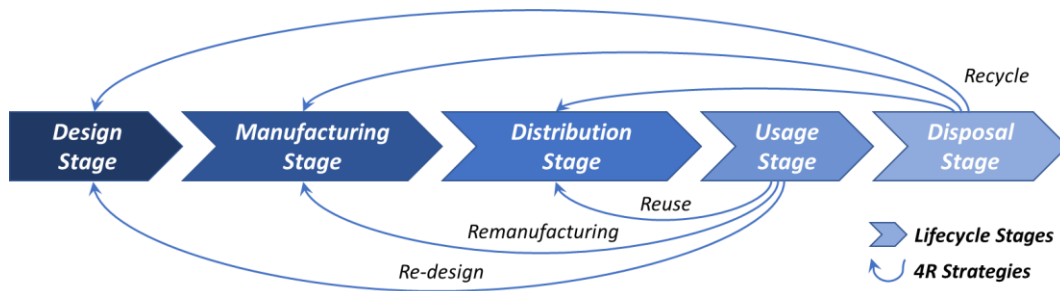 Recycle
Design
Stage
Manufacturing
Stage
Distribution
Stage
Usage
Stage
Disposal
Stage
Reuse
Remanufacturing
Re-design
Lifecycle Stages
4R Strategies